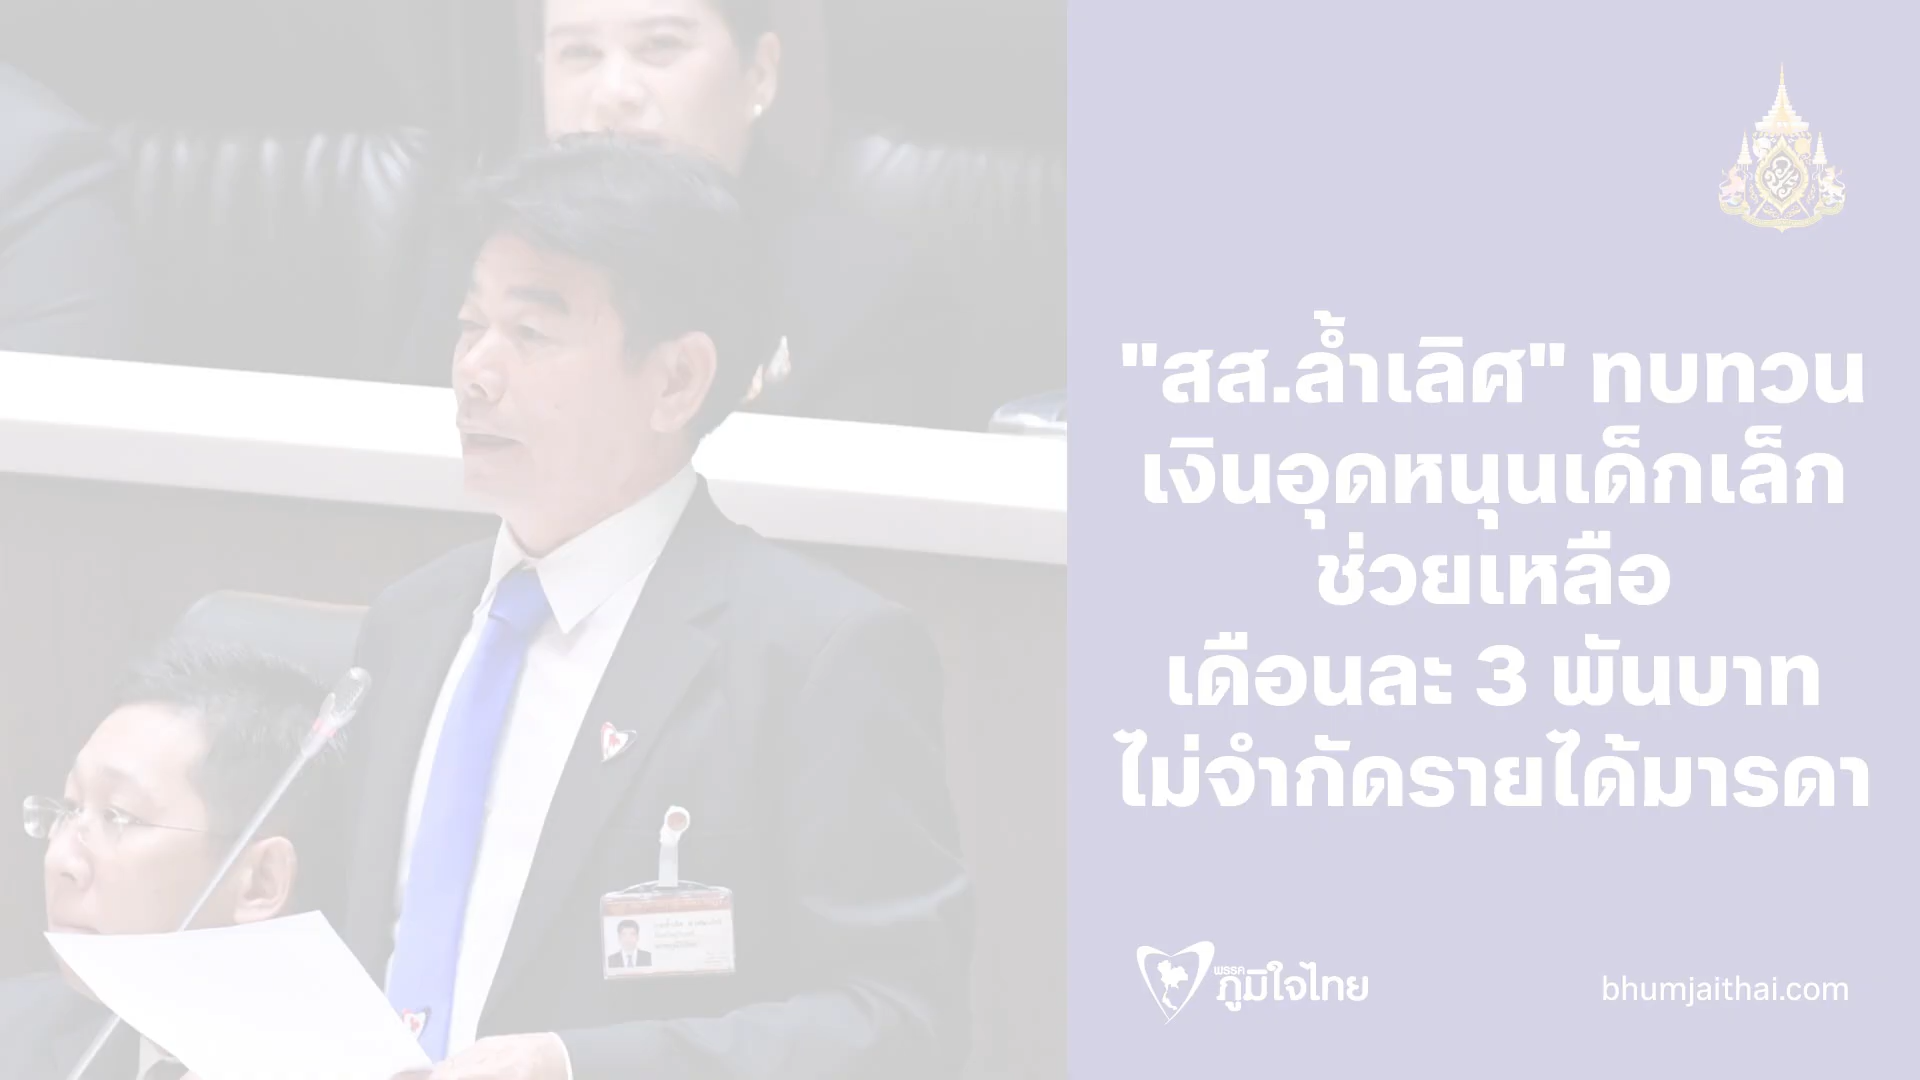 "สส.ล้ำเลิศ" ทบทวน
เงินอุดหนุนเด็กเล็ก
ช่วยเหลือ
เดือนละ 3 พันบาท
ไม่จำกัดรายได้มารดา
พรรค
ภูมิใจไทย
bhumjaithai.com